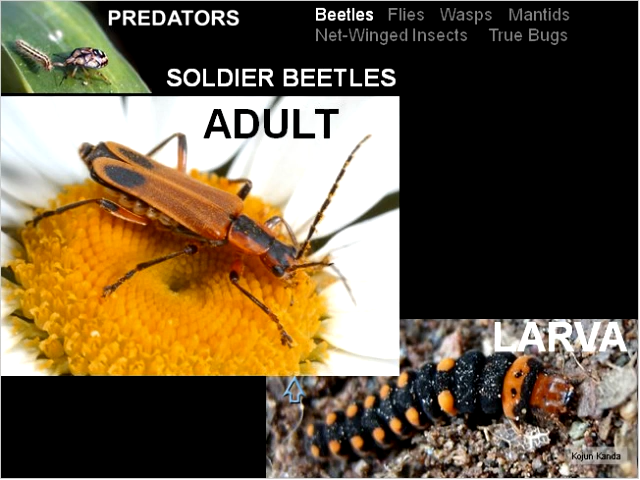 PREDATORS
Beetles Flies Wasps Mantids
Net-Winged Insects True Bugs
SOLDIER BEETLES
ADULT
LARVA
Kojun Kanda